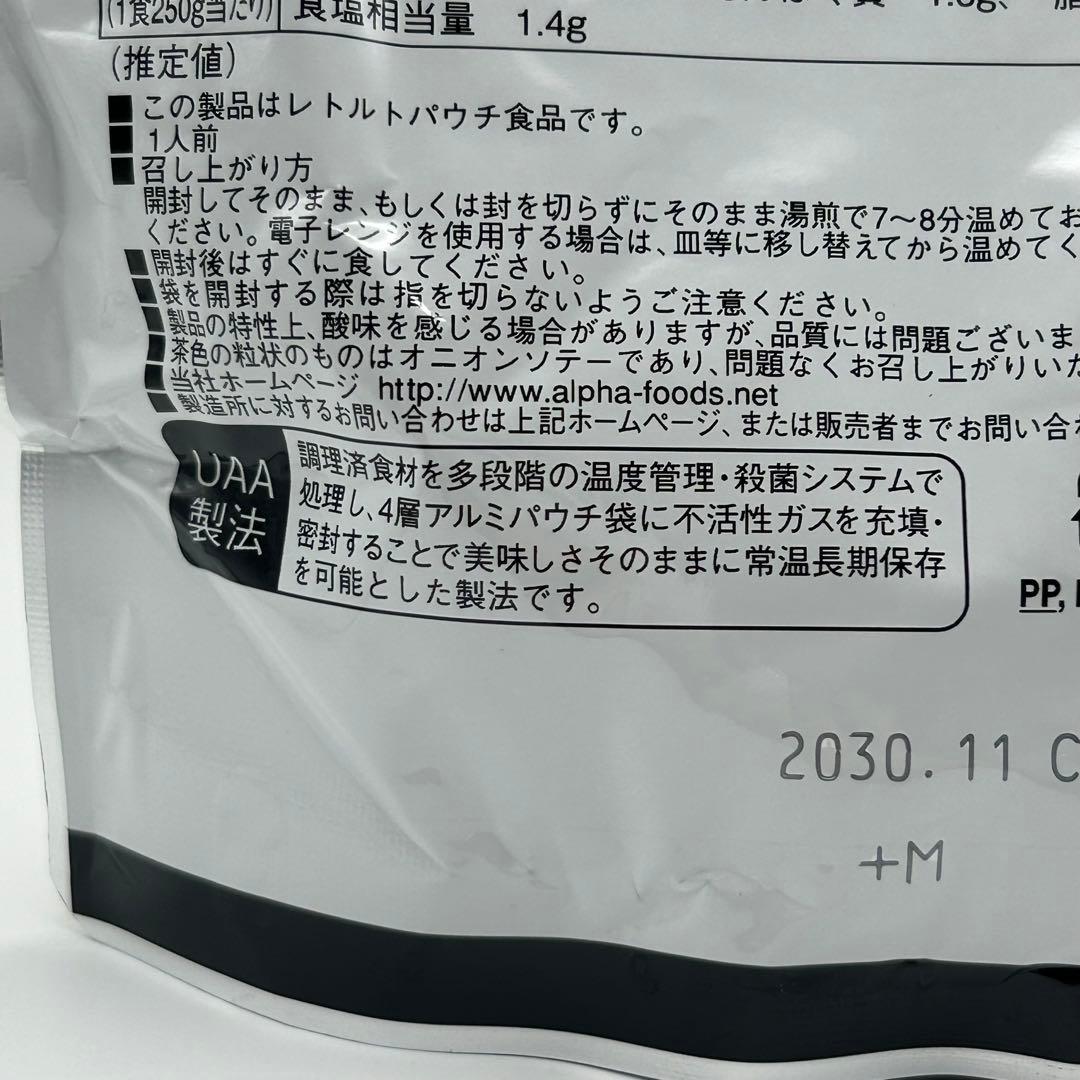 (1食250g当たり) 食塩相当量 1.4g
(推定値)
■この製品はレトルトパウチ食品です。
■1人前
■召し上がり方
開封してそのまま、もしくは封を切らずにそのまま湯煎で7〜8分温めてお
ください。電子レンジを使用する場合は、皿等に移し替えてから温めてく
■開封後はすぐに食してください。
■袋を開封する際は指を切らないようご注意ください。
■製品の特性上、酸味を感じる場合がありますが、品質には問題ございま
■茶色の粒状のものはオニオンソテーであり、問題なくお召し上がりいた
■当社ホームページ http://www.alpha-foods.net
■製造所に対するお問い合わせは上記ホームページ、または販売者までお問い合わ
UAA
製法
調理済食材を多段階の温度管理・殺菌システムで
処理し、4層アルミパウチ袋に不活性ガスを充填・
密封することで美味しさそのままに常温長期保存
を可能とした製法です。
PP,
2030.11 C
+M